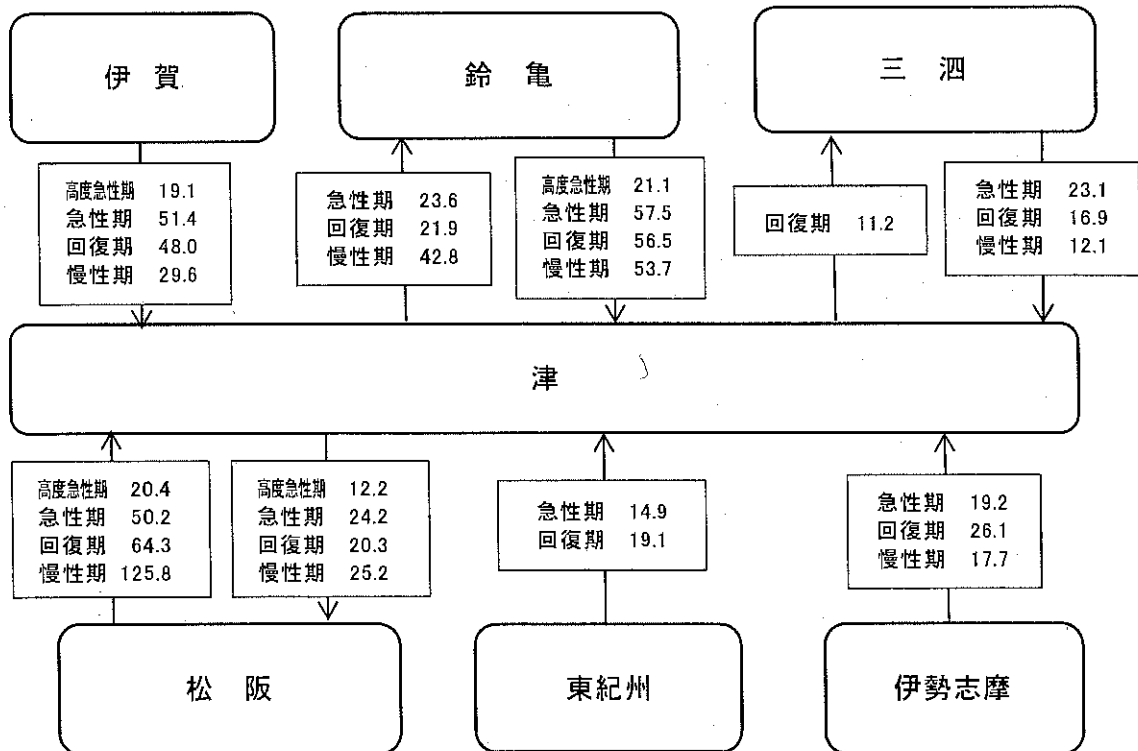 伊 賀
鈴 亀
三 泗
高度急性期 19.1
急性期 51.4
回復期 48.0
慢性期 29.6
急性期 23.6
回復期 21.9
慢性期 42.8
高度急性期 21.1
急性期 57.5
回復期 56.5
慢性期 53.7
回復期 11.2
急性期 23.1
回復期 16.9
慢性期 12.1
津
高度急性期 20.4
急性期 50.2
回復期 64.3
慢性期 125.8
高度急性期 12.2
急性期 24.2
回復期 20.3
慢性期 25.2
急性期 14.9
回復期 19.1
急性期 19.2
回復期 26.1
慢性期 17.7
松 阪
東紀州
伊勢志摩